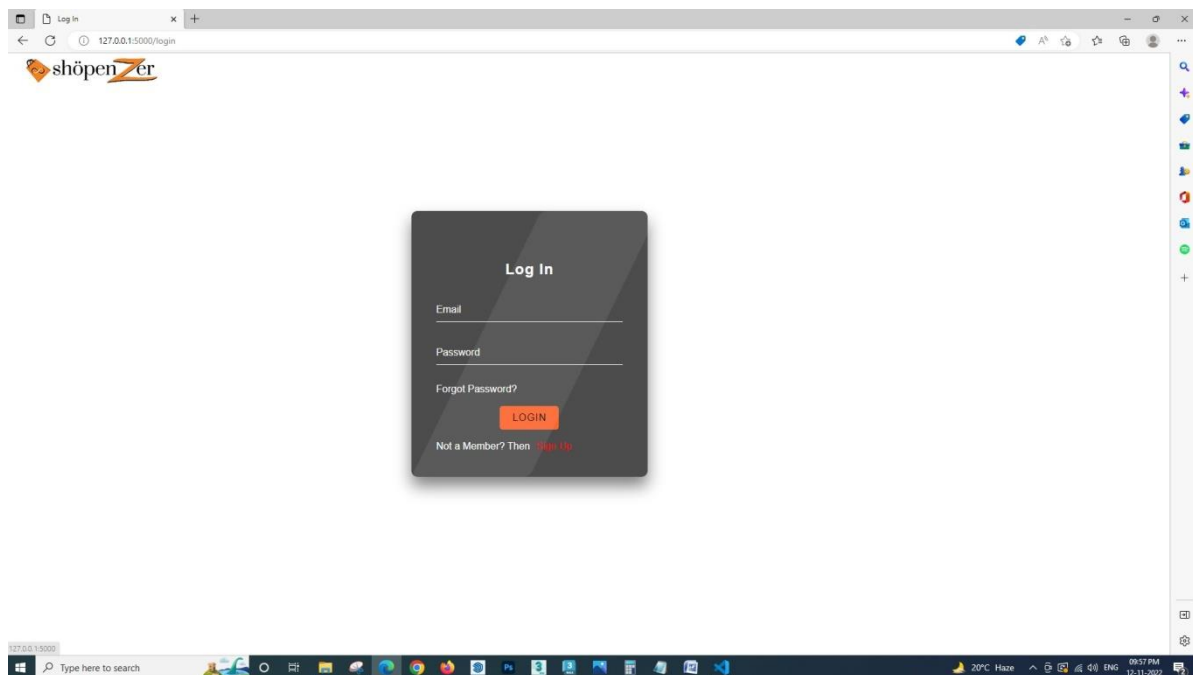 Log In
127.0.0.1:5000/login
shöpenZer
Log In
Email
Password
Forgot Password?
LOGIN
Not a Member? Then Sign Up
127.0.0.1:5000
Type here to search
Ps
3
20°C Haze
ENG
09:57 PM
12-11-2022